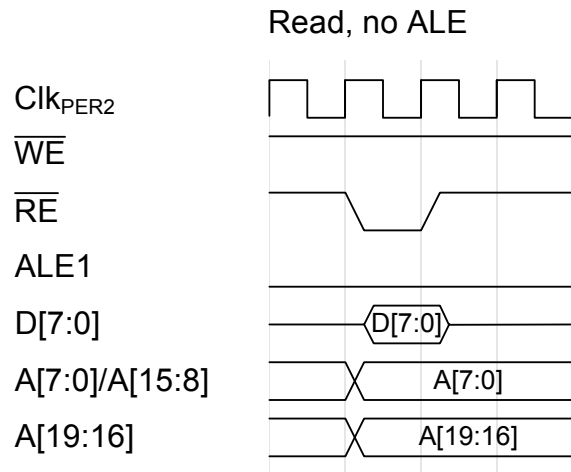 Read, no ALE
ClkPER2
WE
RE
ALE1
D[7:0] D[7:0]
A[7:0]/A[15:8] A[7:0]
A[19:16] A[19:16]